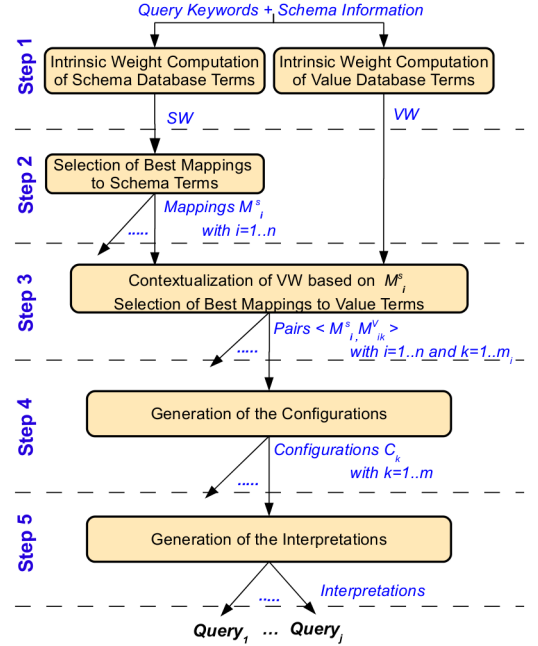 Query Keywords + Schema Information
Step 1
Intrinsic Weight Computation
of Schema Database Terms
Intrinsic Weight Computation
of Value Database Terms
SW
VW
Step 2
Selection of Best Mappings
to Schema Terms
Mappings M^s_i
.....
with i=1..n
Step 3
Contextualization of VW based on M^s_i
Selection of Best Mappings to Value Terms
Pairs < M^s_i, M^V_ik >
.....
with i=1..n and k=1..m_i
Step 4
Generation of the Configurations
Configurations C_k
with k=1..m
.....
Step 5
Generation of the Interpretations
Interpretations
.....
Query_1 ... Query_j